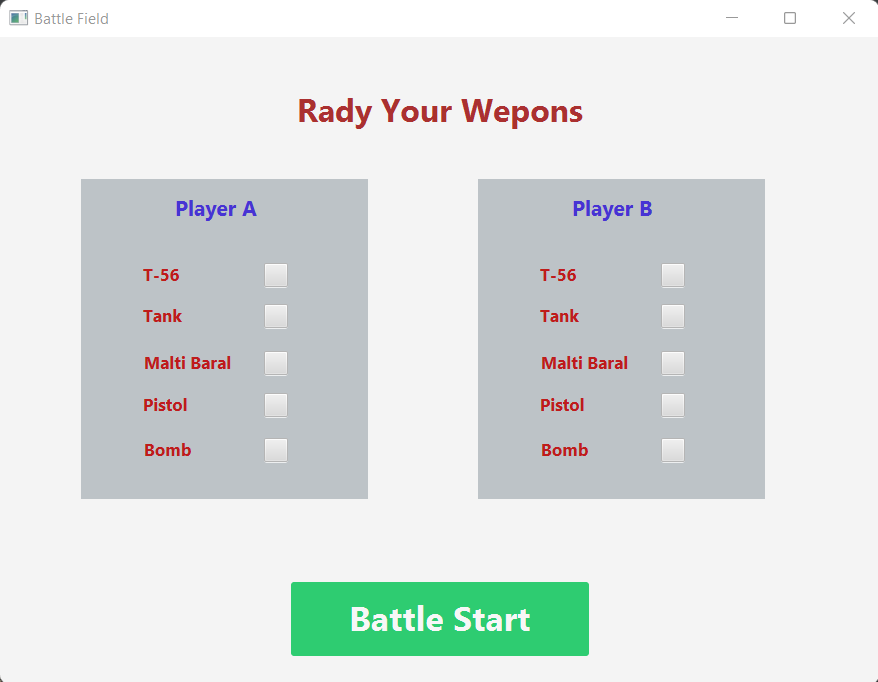 Battle Field
Rady Your Wepons
Player A
T-56
Tank
Malti Baral
Pistol
Bomb
Player B
T-56
Tank
Malti Baral
Pistol
Bomb
Battle Start